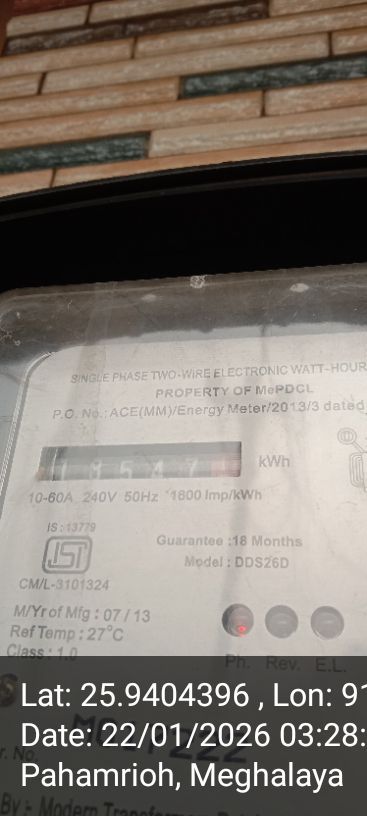 SINGLE PHASE TWO-WIRE ELECTRONIC WATT-HOUR
PROPERTY OF MePDCL
P.O. No.:ACE(MM)/Energy Meter/2013/3 dated
kWh
10-60A 240V 50Hz 1600 Imp/kWh
IS : 13779
Guarantee :18 Months
Model : DDS26D
CM/L-3101324
M/Yr of Mfg : 07 / 13
Ref Temp : 27°C
Class : 1.0
Ph. Rev. E.L.
Lat: 25.9404396 , Lon: 91
Date: 22/01/2026 03:28:
Pahamrioh, Meghalaya
By :- Modern